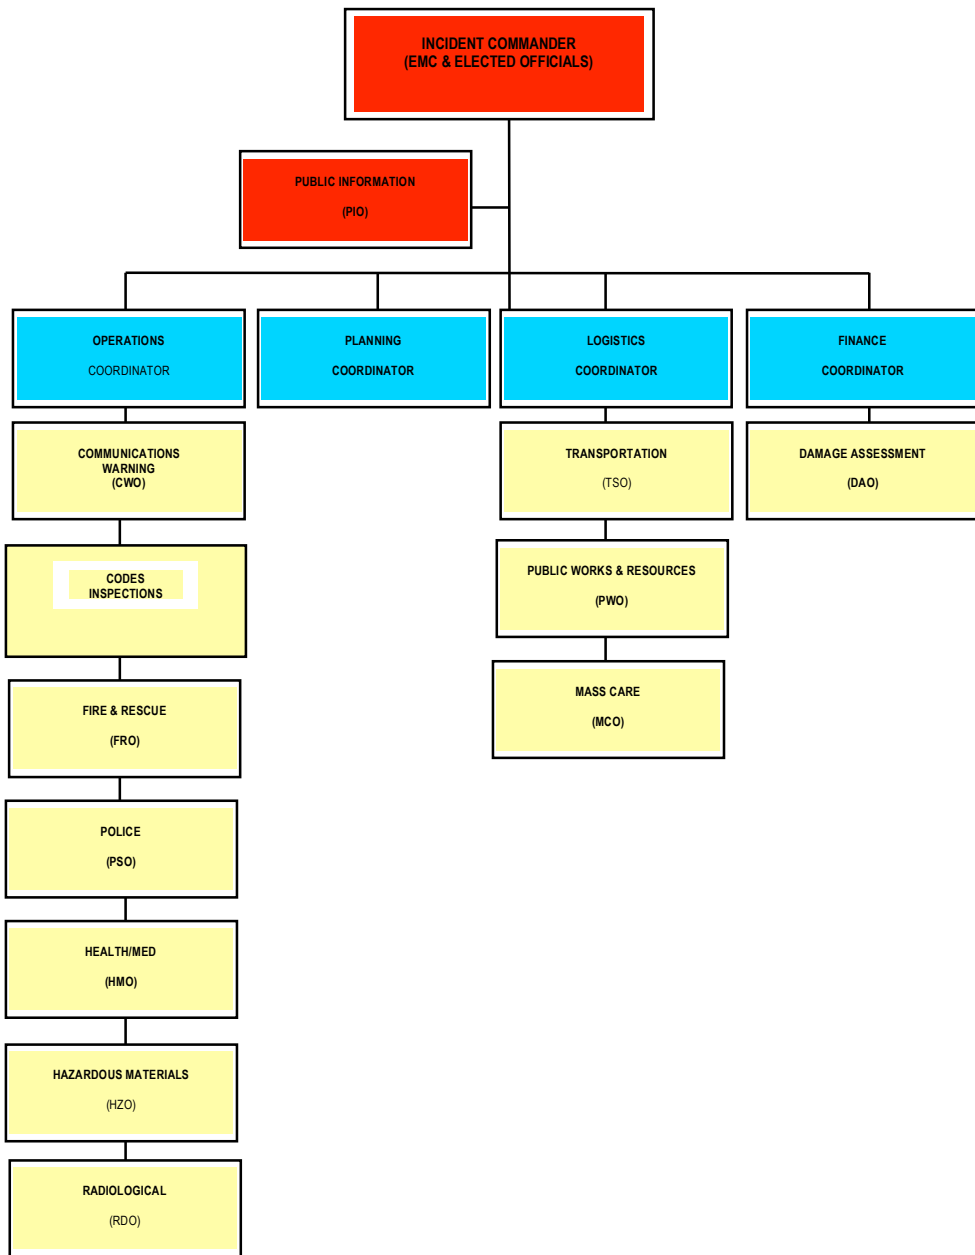 INCIDENT COMMANDER
(EMC & ELECTED OFFICIALS)
PUBLIC INFORMATION
(PIO)
OPERATIONS
COORDINATOR
PLANNING
COORDINATOR
LOGISTICS
COORDINATOR
FINANCE
COORDINATOR
COMMUNICATIONS
WARNING
(CWO)
TRANSPORTATION
(TSO)
DAMAGE ASSESSMENT
(DAO)
CODES
INSPECTIONS
PUBLIC WORKS & RESOURCES
(PWO)
FIRE & RESCUE
(FRO)
MASS CARE
(MCO)
POLICE
(PSO)
HEALTH/MED
(HMO)
HAZARDOUS MATERIALS
(HZO)
RADIOLOGICAL
(RDO)